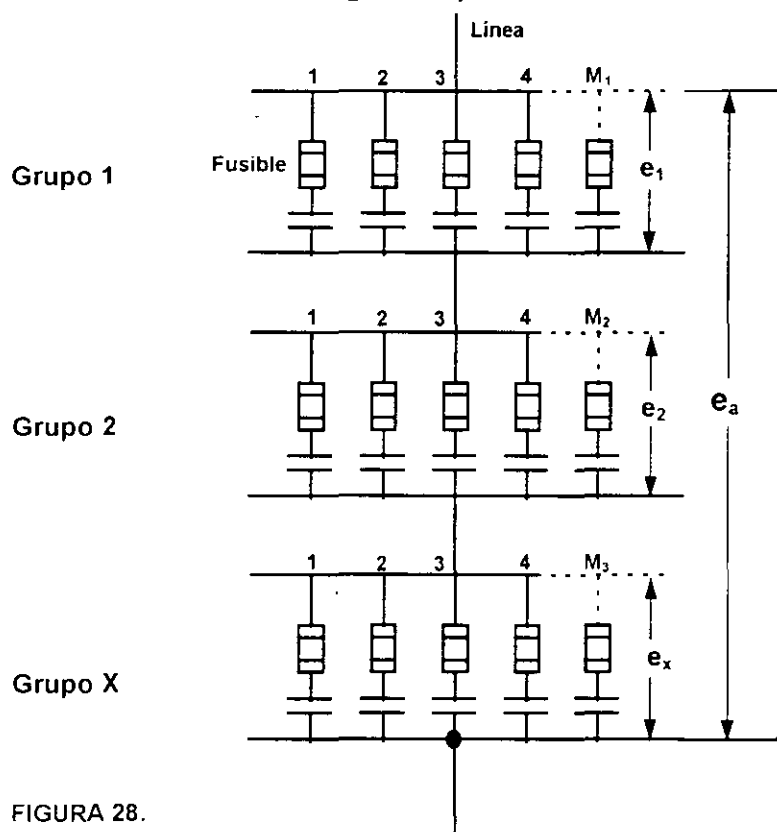 Línea
1 2 3 4 M₁
Fusible
Grupo 1
e₁
1 2 3 4 M₂
Grupo 2
e₂
eₐ
1 2 3 4 M₃
Grupo X
eₓ
FIGURA 28.